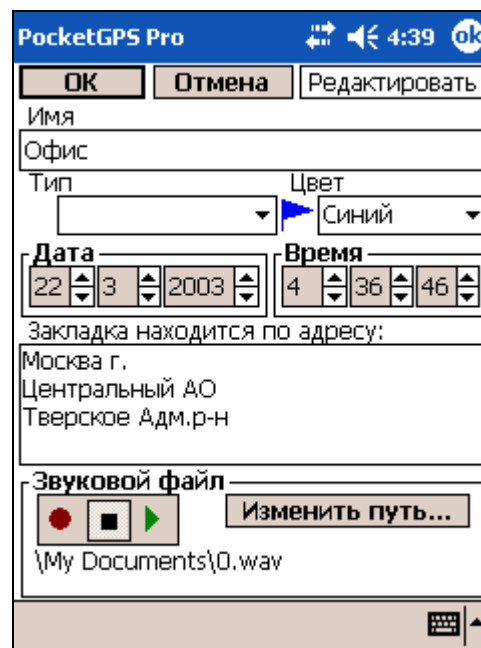 PocketGPS Pro 4:39 ok
OK Отмена Редактировать
Имя
Офис
Тип Цвет
Синий
Дата Время
22 3 2003 4 36 46
Закладка находится по адресу:
Москва г.
Центральный АО
Тверское Адм.р-н
Звуковой файл
Изменить путь...
\My Documents\0.wav